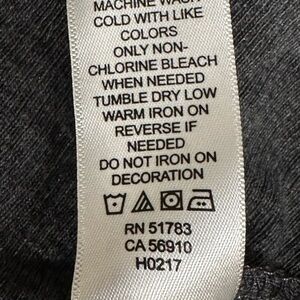 MACHINE WASH
COLD WITH LIKE
COLORS
ONLY NON-
CHLORINE BLEACH
WHEN NEEDED
TUMBLE DRY LOW
WARM IRON ON
REVERSE IF
NEEDED
DO NOT IRON ON
DECORATION
RN 51783
CA 56910
H0217